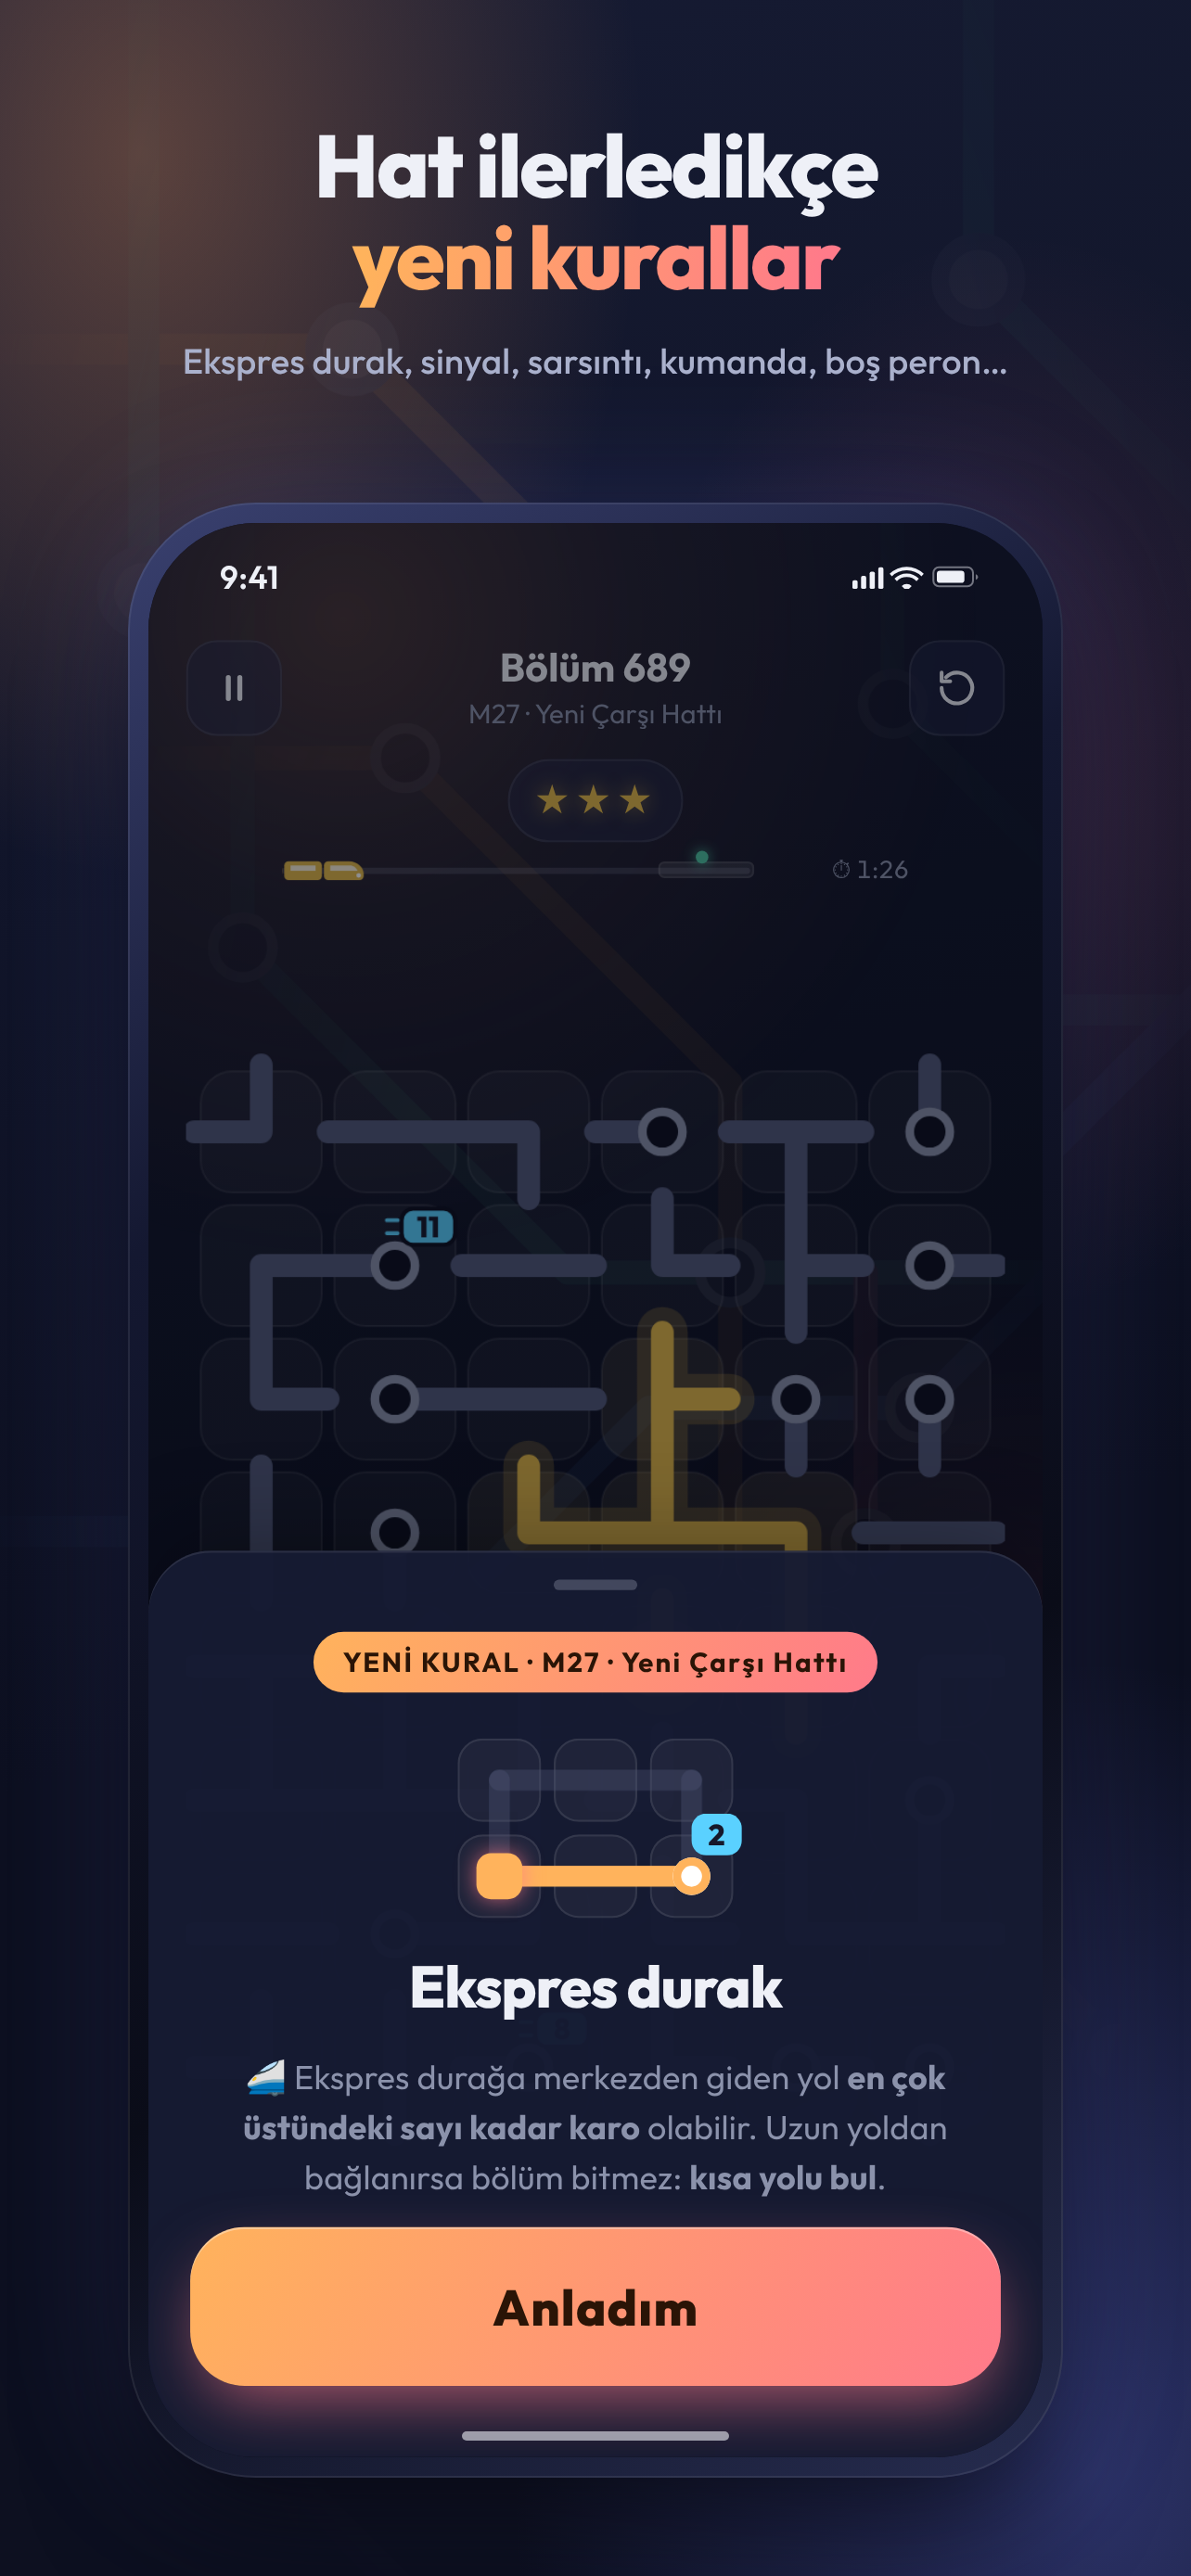 Hat ilerledikçe
yeni kurallar
Ekspres durak, sinyal, sarsıntı, kumanda, boş peron...
9:41
Bölüm 689
M27 · Yeni Çarşı Hattı
★★★
⏱ 1:26
11
YENİ KURAL · M27 · Yeni Çarşı Hattı
2
Ekspres durak
🚄 Ekspres durağa merkezden giden yol en çok
üstündeki sayı kadar karo olabilir. Uzun yoldan
bağlanırsa bölüm bitmez: kısa yolu bul.
Anladım